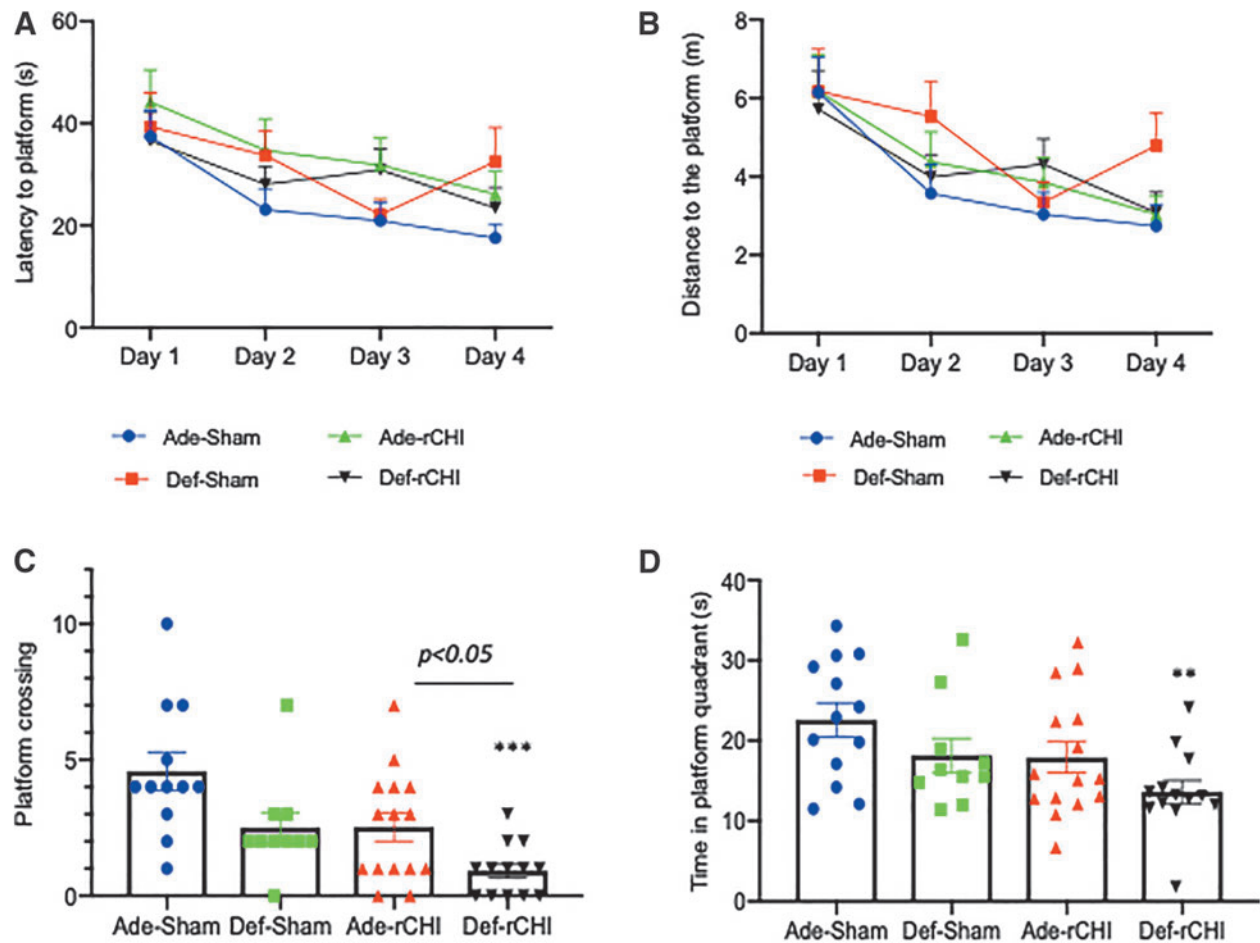 A
Latency to platform (s)
60
40
20
0
Day 1 Day 2 Day 3 Day 4
Ade-Sham Ade-rCHI
Def-Sham Def-rCHI
B
Distance to the platform (m)
8
6
4
2
0
Day 1 Day 2 Day 3 Day 4
Ade-Sham Ade-rCHI
Def-Sham Def-rCHI
C
Platform crossing
10
5
0
p<0.05
***
Ade-Sham Def-Sham Ade-rCHI Def-rCHI
D
Time in platform quadrant (s)
40
30
20
10
0
**
Ade-Sham Def-Sham Ade-rCHI Def-rCHI